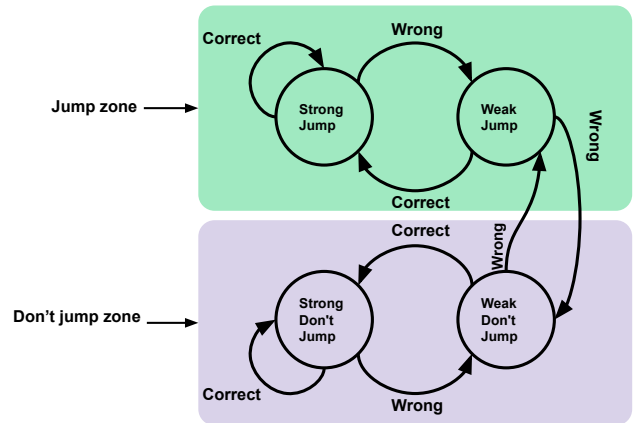 Correct
Wrong
Jump zone
Strong
Jump
Weak
Jump
Wrong
Correct
Correct
Wrong
Don't jump zone
Strong
Don't
Jump
Weak
Don't
Jump
Correct
Wrong